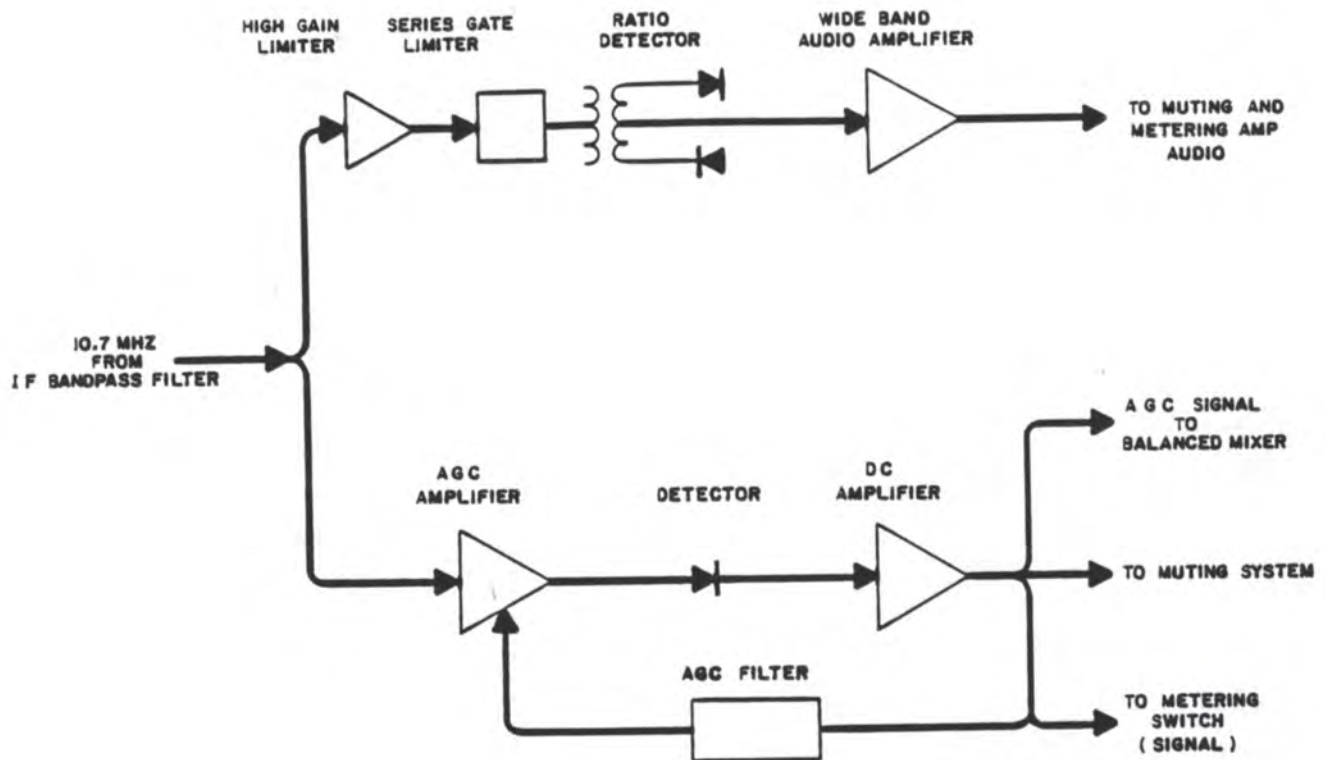 HIGH GAIN
LIMITER
SERIES GATE
LIMITER
RATIO
DETECTOR
WIDE BAND
AUDIO AMPLIFIER
TO MUTING AND
METERING AMP
AUDIO
10.7 MHZ
FROM
IF BANDPASS FILTER
AGC SIGNAL
TO
BALANCED MIXER
AGC
AMPLIFIER
DETECTOR
DC
AMPLIFIER
TO MUTING SYSTEM
AGC FILTER
TO METERING
SWITCH
( SIGNAL )